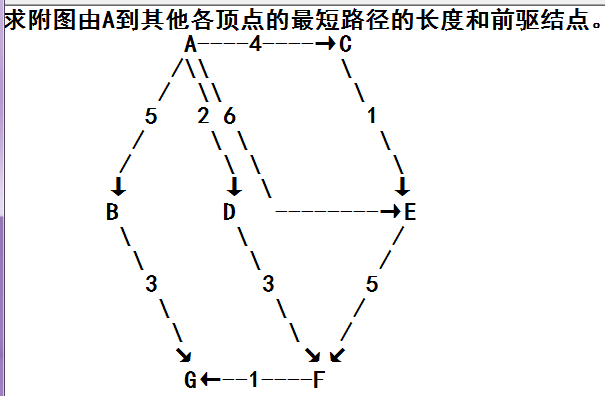 求附图由A到其他各顶点的最短路径的长度和前驱结点。
A----4----→C
/\\ \
/ \\ \
5 2 6 1
/ \ \ \
/ \ \ \
↓ ↓ \ ↓
B D --------→E
\ \ /
\ \ /
3 3 5
\ \ /
\ \ /
↘ ↘ ↙
G←--1----F